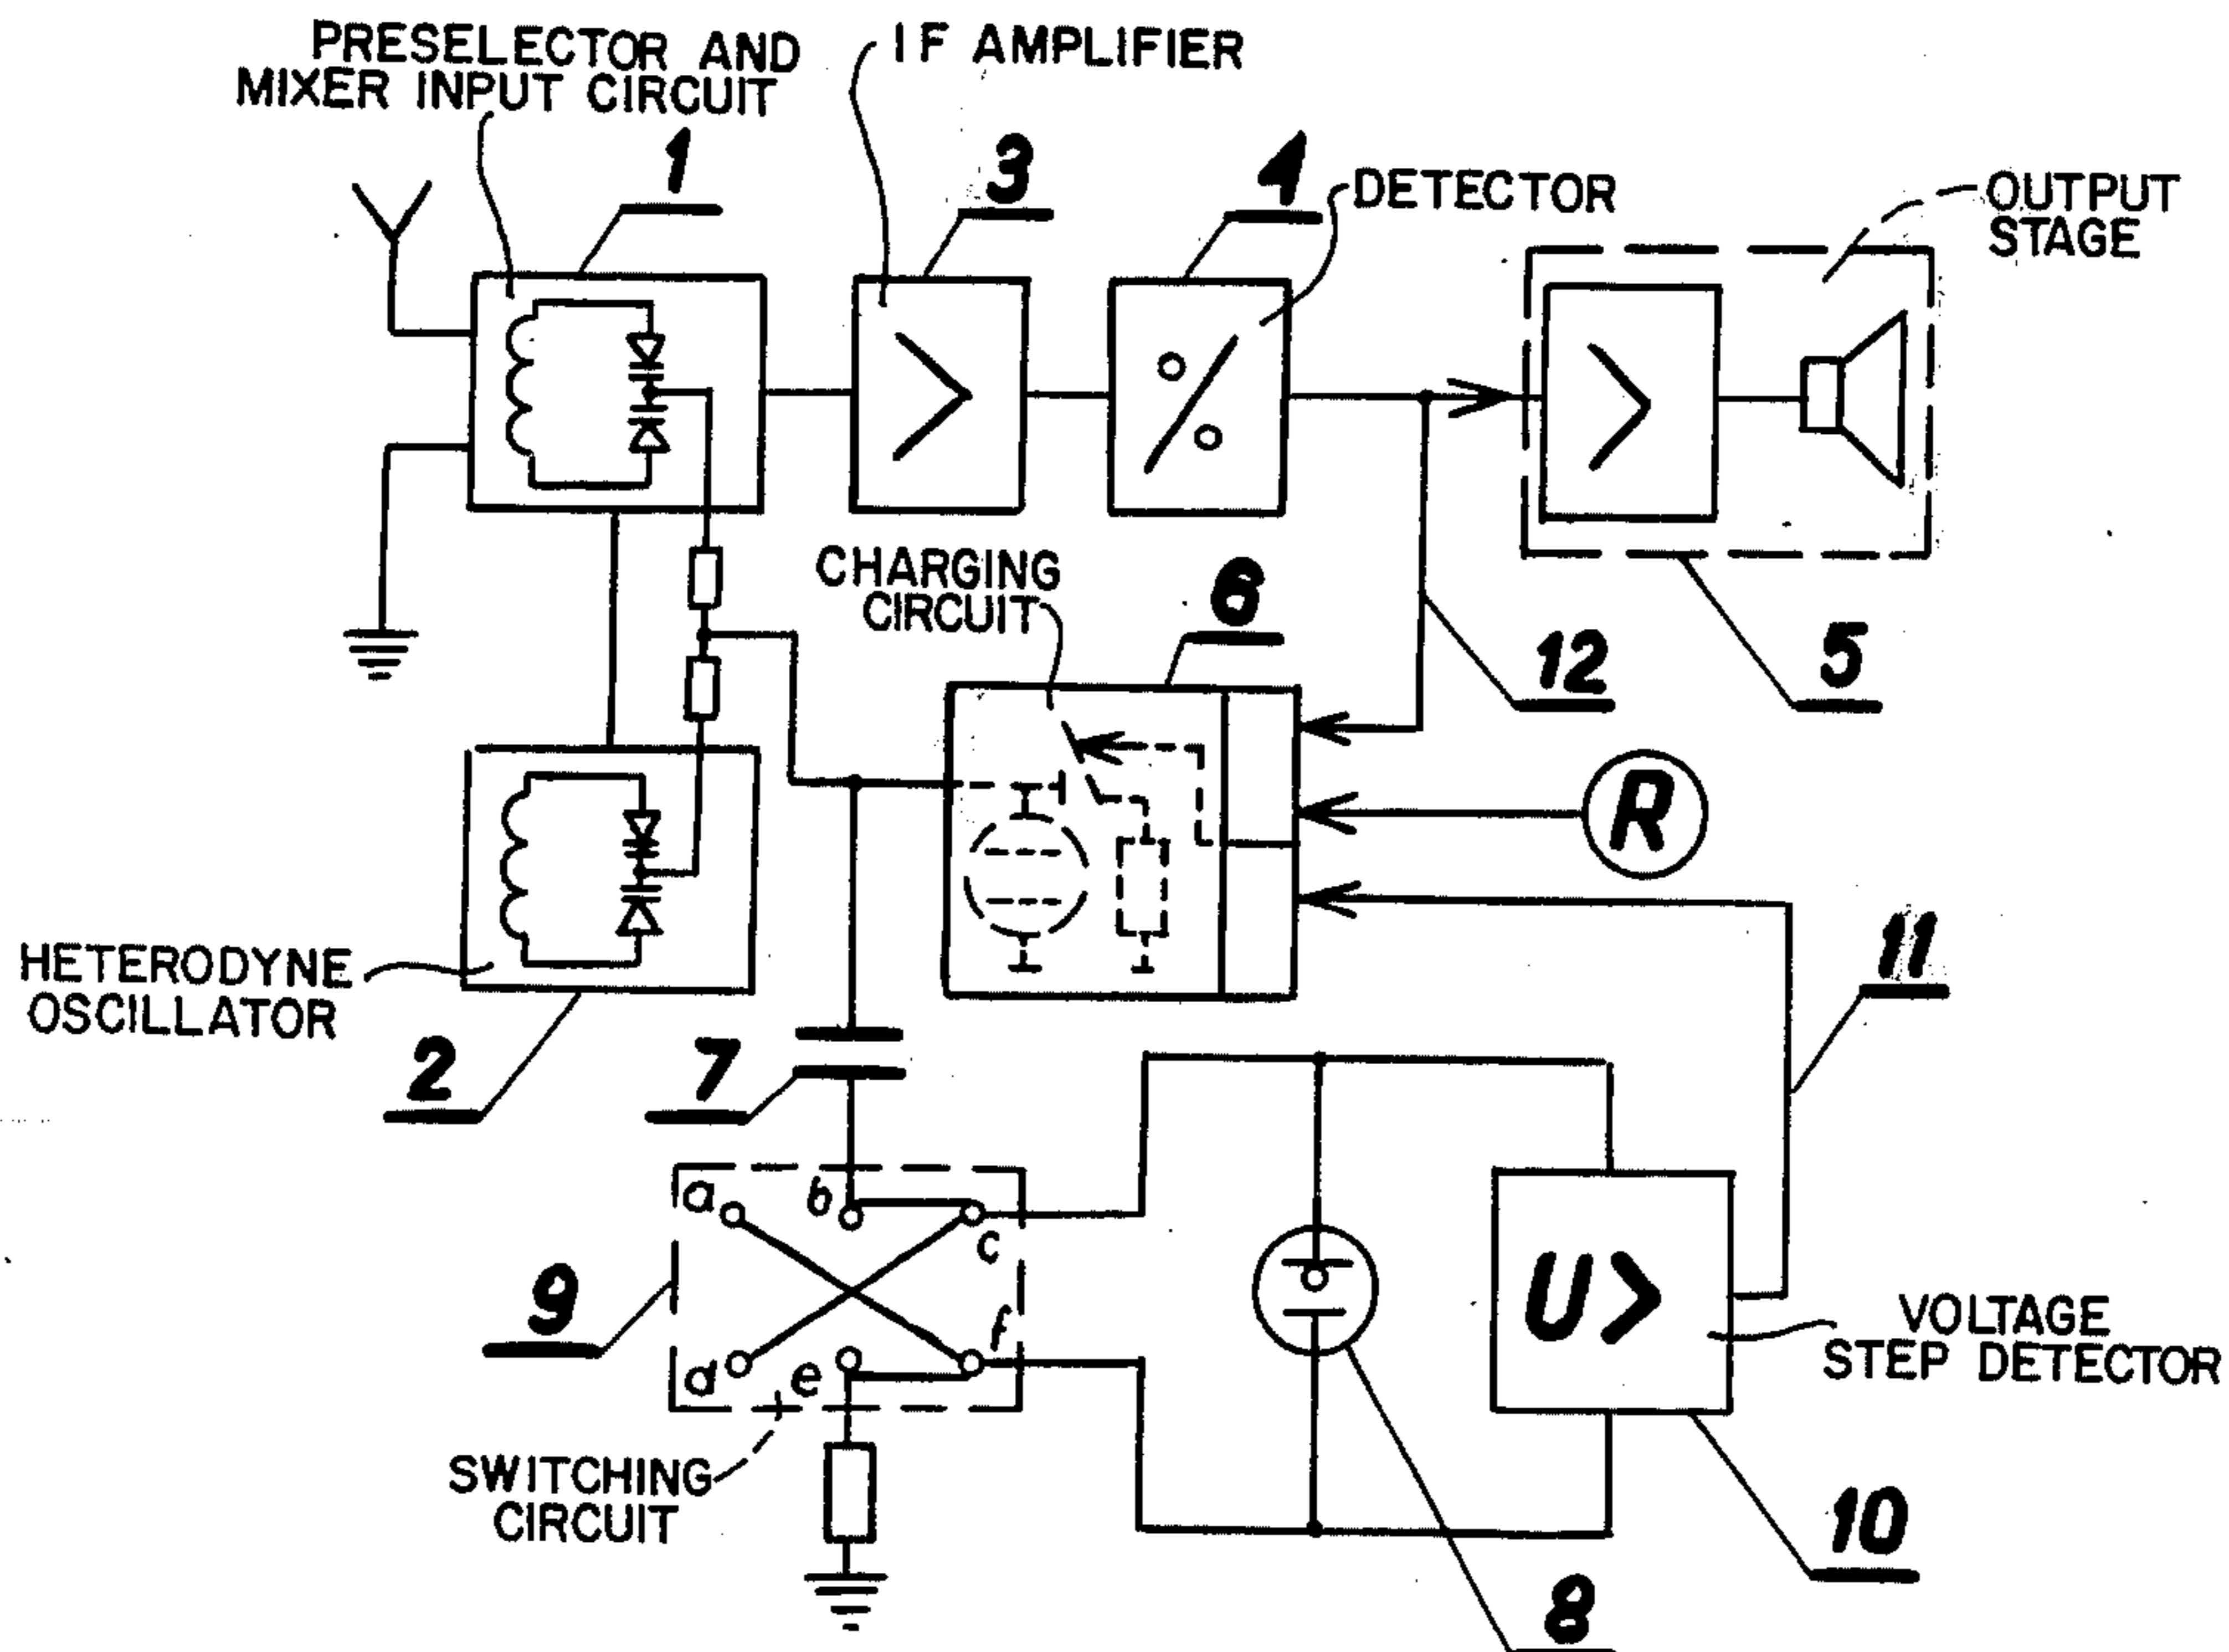 PRESELECTOR AND
MIXER INPUT CIRCUIT
IF AMPLIFIER
1
3
4
DETECTOR
OUTPUT
STAGE
CHARGING
CIRCUIT
6
12
5
R
HETERODYNE
OSCILLATOR
2
7
11
a
b
c
d
e
f
9
U>
VOLTAGE
STEP DETECTOR
SWITCHING
CIRCUIT
10
8